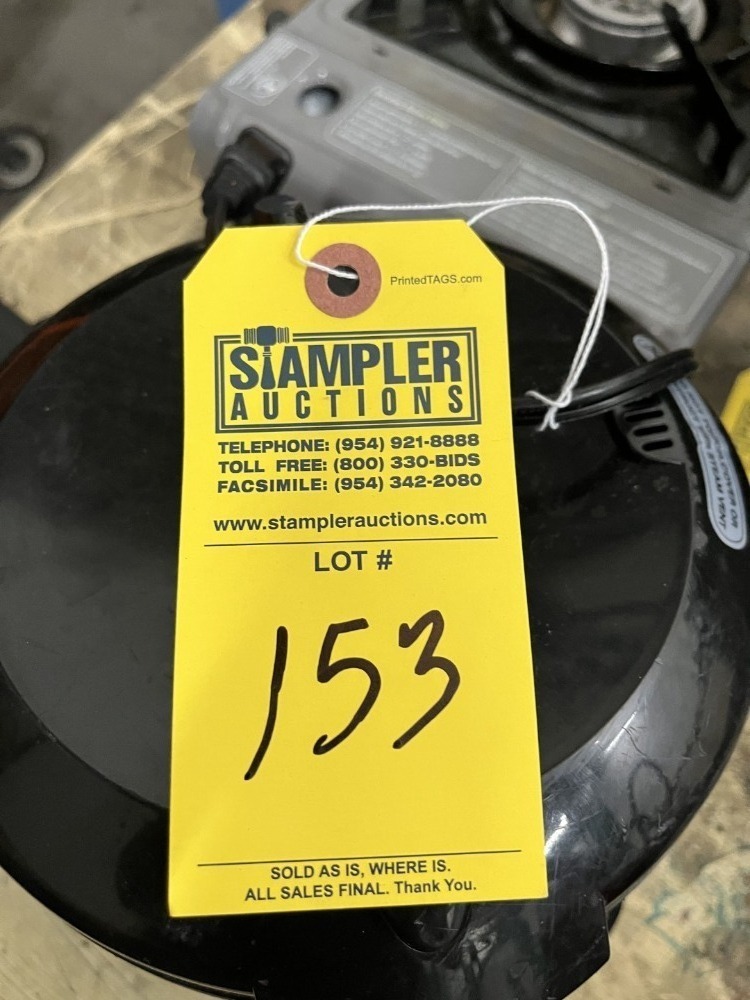 PrintedTAGS.com
STAMPLER
AUCTIONS
TELEPHONE: (954) 921-8888
TOLL FREE: (800) 330-BIDS
FACSIMILE: (954) 342-2080
www.stamplerauctions.com
LOT #
153
SOLD AS IS, WHERE IS.
ALL SALES FINAL. Thank You.